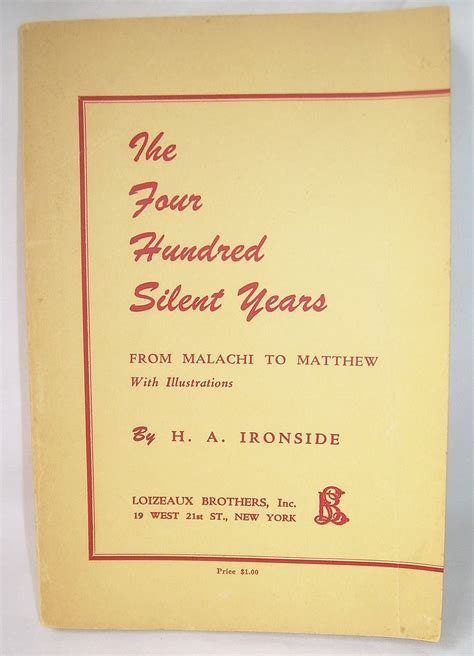 The
Four
Hundred
Silent Years
FROM MALACHI TO MATTHEW
With Illustrations
By H. A. IRONSIDE
LOIZEAUX BROTHERS, Inc.
19 WEST 21st ST., NEW YORK
Price $1.00